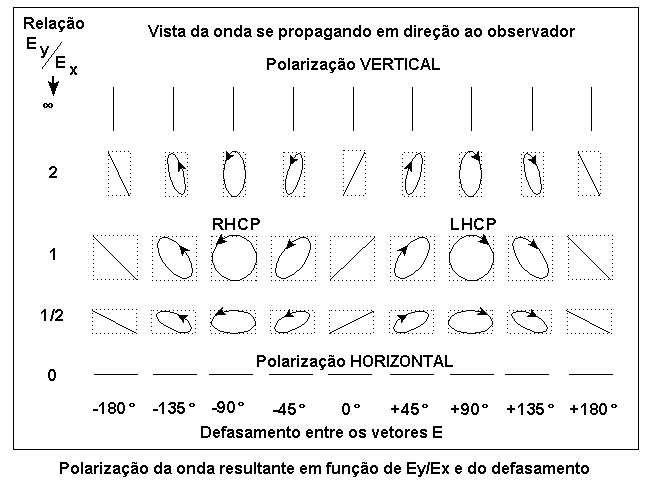 Relação
Ey/Ex
Vista da onda se propagando em direção ao observador
Polarização VERTICAL
∞
2
RHCP
LHCP
1
1/2
Polarização HORIZONTAL
0
-180° -135° -90° -45° 0° +45° +90° +135° +180°
Defasamento entre os vetores E
Polarização da onda resultante em função de Ey/Ex e do defasamento